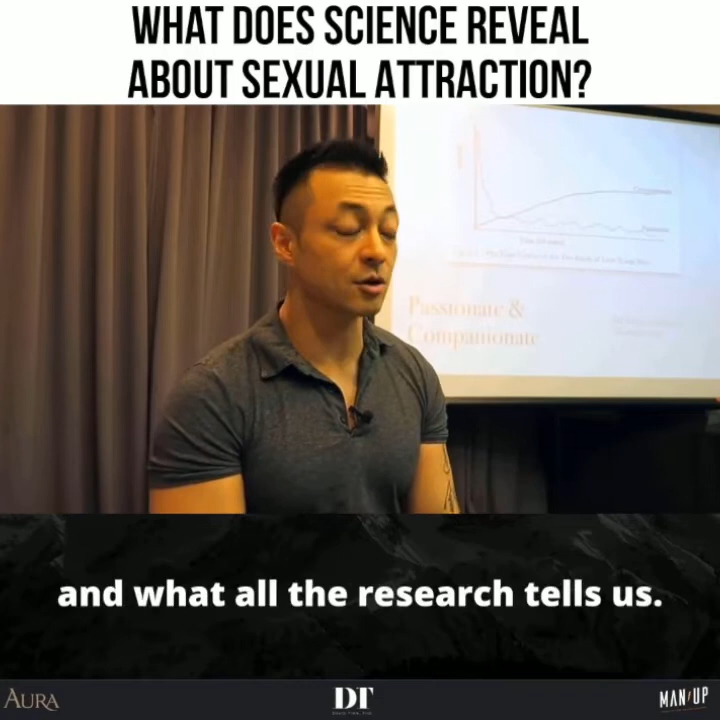 WHAT DOES SCIENCE REVEAL
ABOUT SEXUAL ATTRACTION?
Passionate &
Companionate
and what all the research tells us.
AURA
DT
MAN UP